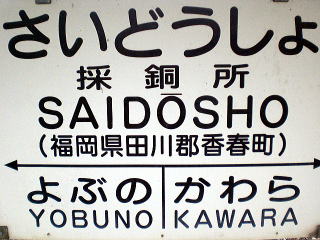 さいどうしょ
採銅所
SAIDŌSHO
(福岡県田川郡香春町)
よぶの かわら
YOBUNO KAWARA